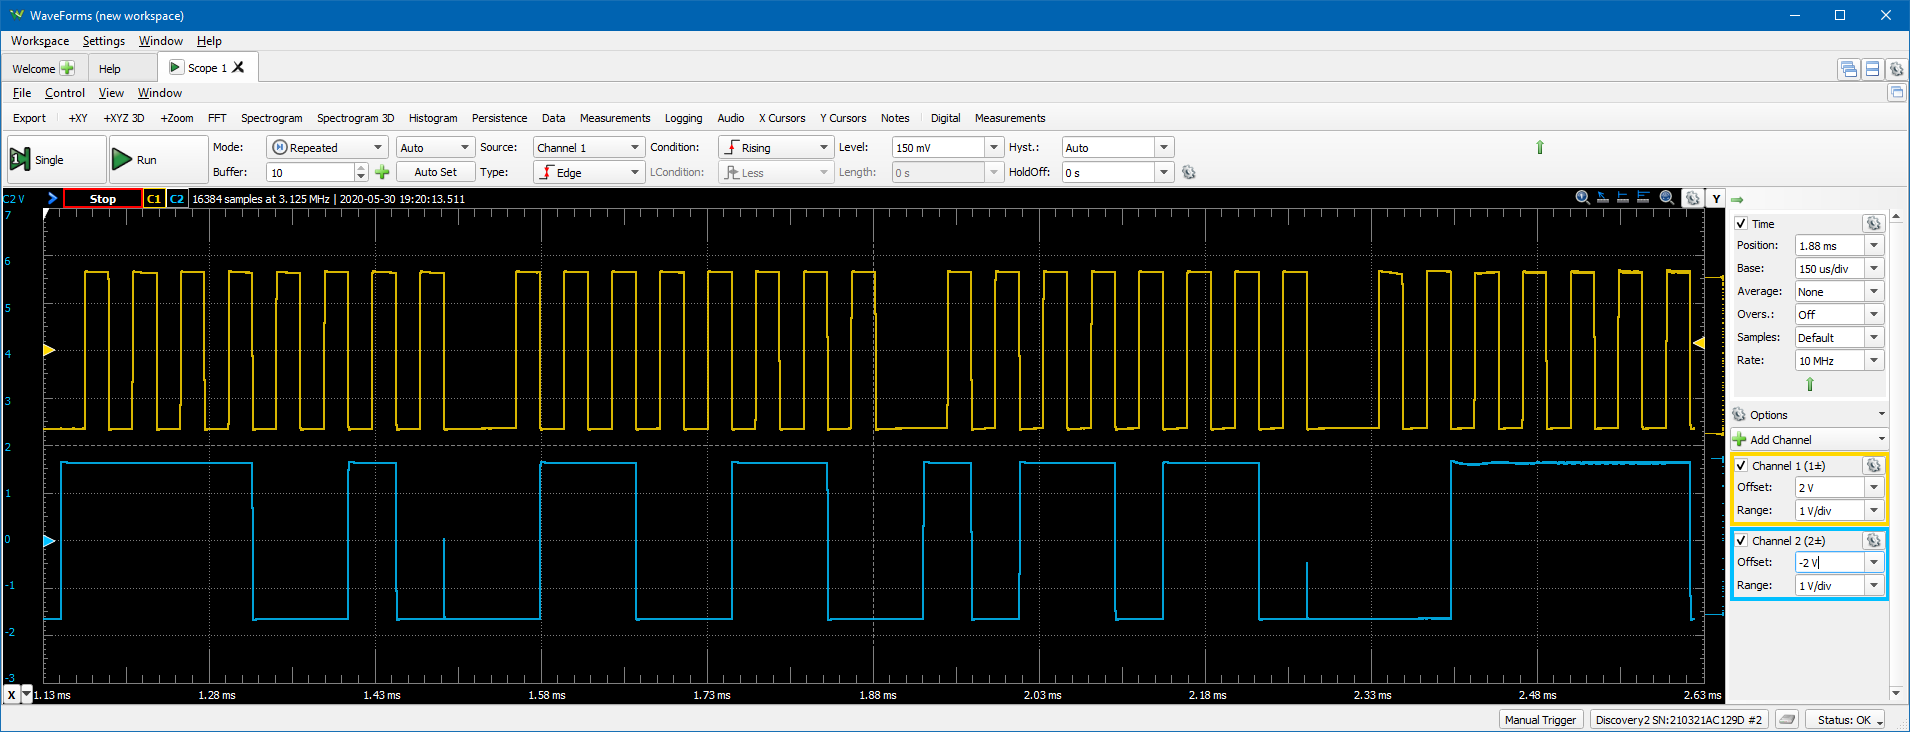 WaveForms (new workspace)
Workspace Settings Window Help
Welcome Help Scope 1
File Control View Window
Export +XY +XYZ 3D +Zoom FFT Spectrogram Spectrogram 3D Histogram Persistence Data Measurements Logging Audio X Cursors Y Cursors Notes Digital Measurements
Single Run Mode: Repeated Auto Source: Channel 1 Condition: Rising Level: 150 mV Hyst.: Auto
Buffer: 10 Auto Set Type: Edge LCondition: Less Length: 0 s HoldOff: 0 s
C2 V Stop C1 C2 16384 samples at 3.125 MHz | 2020-05-30 19:20:13.511 Y
7
6
5
4
3
2
1
0
-1
-2
-3
X 1.13 ms 1.28 ms 1.43 ms 1.58 ms 1.73 ms 1.88 ms 2.03 ms 2.18 ms 2.33 ms 2.48 ms 2.63 ms
Time
Position: 1.88 ms
Base: 150 us/div
Average: None
Overs.: Off
Samples: Default
Rate: 10 MHz
Options
Add Channel
Channel 1 (1±)
Offset: 2 V
Range: 1 V/div
Channel 2 (2±)
Offset: -2 V
Range: 1 V/div
Manual Trigger Discovery2 SN:210321AC129D #2 Status: OK